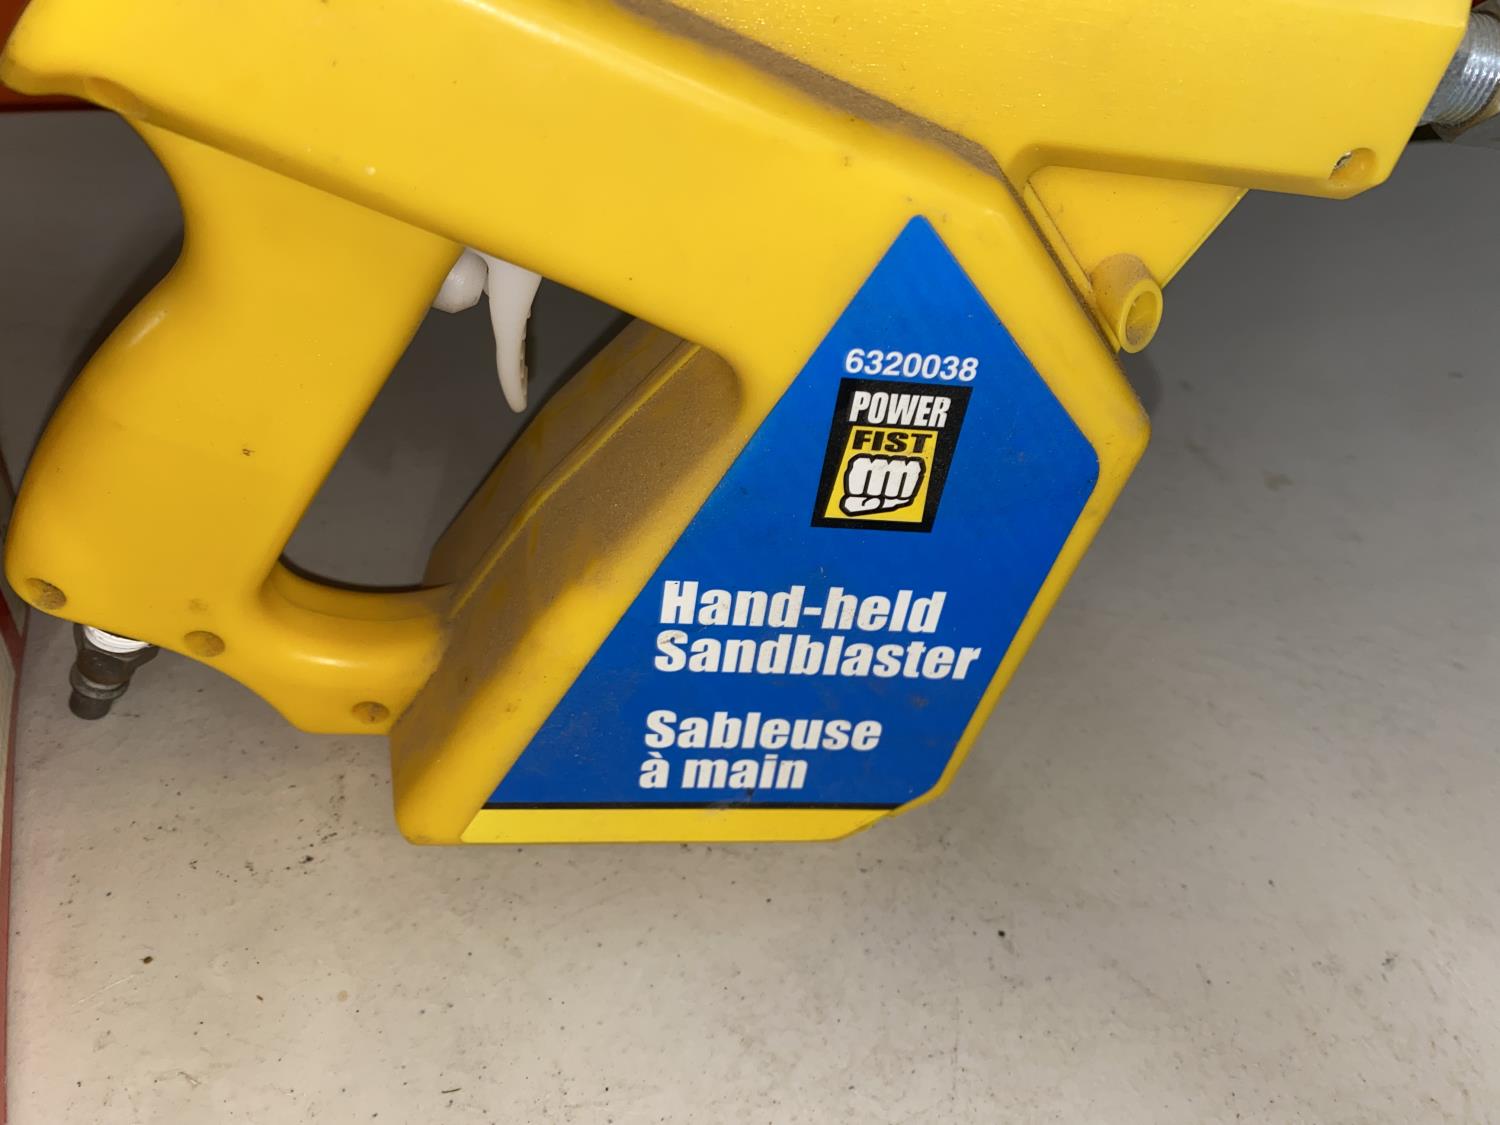 6320038
POWER
FIST
Hand-held
Sandblaster
Sableuse
à main